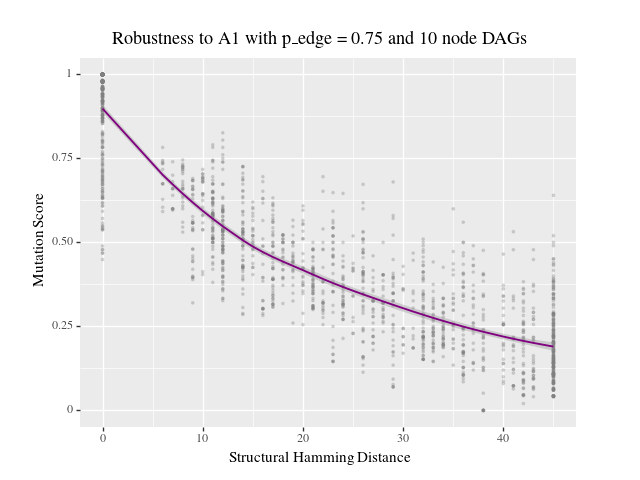 Robustness to A1 with p_edge = 0.75 and 10 node DAGs
1
0.75
0.50
0.25
0
Mutation Score
0 10 20 30 40
Structural Hamming Distance